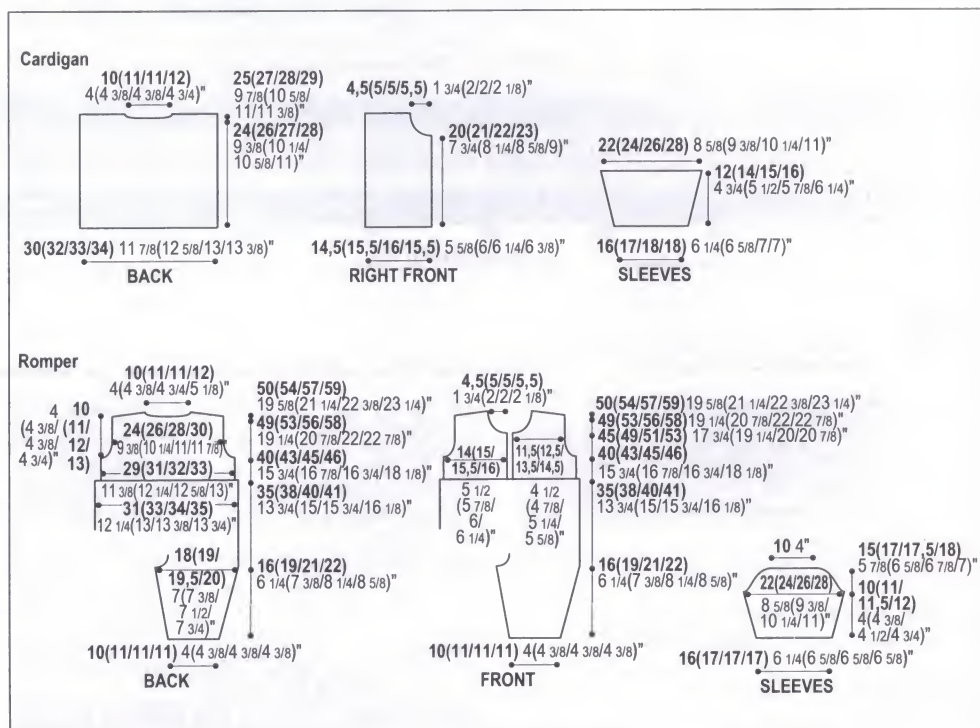 Cardigan
10(11/11/12)
4(4 3/8/4 3/8/4 3/4)"
25(27/28/29)
9 7/8(10 5/8/
11/11 3/8)"
24(26/27/28)
9 3/8(10 1/4/
10 5/8/11)"
30(32/33/34) 11 7/8(12 5/8/13/13 3/8)"
BACK
4,5(5/5/5,5) 1 3/4(2/2/2 1/8)"
20(21/22/23)
7 3/4(8 1/4/8 5/8/9)"
14,5(15,5/16/15,5) 5 5/8(6/6 1/4/6 3/8)"
RIGHT FRONT
22(24/26/28) 8 5/8(9 3/8/10 1/4/11)"
12(14/15/16)
4 3/4(5 1/2/5 7/8/6 1/4)"
16(17/18/18) 6 1/4(6 5/8/7/7)"
SLEEVES
Romper
10(11/11/12)
4(4 3/8/4 3/4/5 1/8)"
4
(4 3/8/
4 3/8/
4 3/4)"
10
(11/
12/
13)
24(26/28/30)
9 3/8(10 1/4/11/11 7/8)"
29(31/32/33)
11 3/8(12 1/4/12 5/8/13)"
31(33/34/35)
12 1/4(13/13 3/8/13 3/4)"
18(19/
19,5/20)
7(7 3/8/
7 1/2/
7 3/4)"
50(54/57/59)
19 5/8(21 1/4/22 3/8/23 1/4)"
49(53/56/58)
19 1/4(20 7/8/22/22 7/8)"
40(43/45/46)
15 3/4(16 7/8/16 3/4/18 1/8)"
35(38/40/41)
13 3/4(15/15 3/4/16 1/8)"
16(19/21/22)
6 1/4(7 3/8/8 1/4/8 5/8)"
10(11/11/11) 4(4 3/8/4 3/8/4 3/8)"
BACK
4,5(5/5/5,5)
1 3/4(2/2/2 1/8)"
14(15/
15,5/16)
5 1/2
(5 7/8/
6/
6 1/4)"
11,5(12,5/
13,5/14,5)
4 1/2
(4 7/8/
5 1/4/
5 5/8)"
50(54/57/59)19 5/8(21 1/4/22 3/8/23 1/4)"
49(53/56/58)19 1/4(20 7/8/22/22 7/8)"
45(49/51/53) 17 3/4(19 1/4/20/20 7/8)"
40(43/45/46)
15 3/4(16 7/8/16 3/4/18 1/8)"
35(38/40/41)
13 3/4(15/15 3/4/16 1/8)"
16(19/21/22)
6 1/4(7 3/8/8 1/4/8 5/8)"
10(11/11/11) 4(4 3/8/4 3/8/4 3/8)"
FRONT
10 4"
22(24/26/28)
8 5/8(9 3/8/
10 1/4/11)"
15(17/17,5/18)
5 7/8(6 5/8/6 7/8/7)"
10(11/
11,5/12)
4(4 3/8/
4 1/2/4 3/4)"
16(17/17/17) 6 1/4(6 5/8/6 5/8/6 5/8)"
SLEEVES